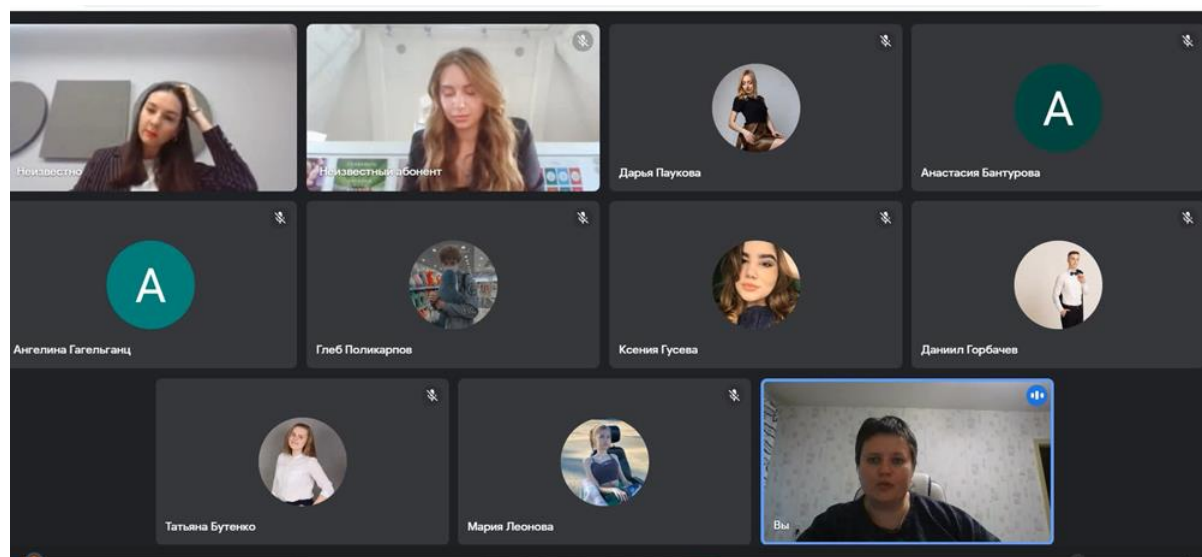 Неизвестно
Неизвестный абонент
Дарья Паукова
A
Анастасия Бантурова
A
Ангелина Гагельганц
Глеб Поликарпов
Ксения Гусева
Даниил Горбачев
Татьяна Бутенко
Мария Леонова
Вы